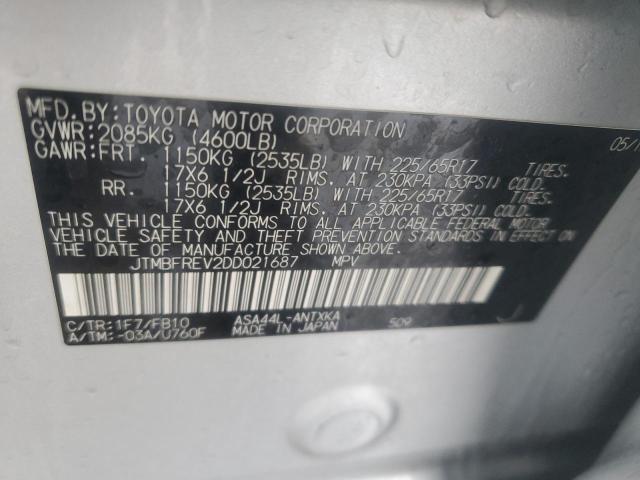 MFD. BY: TOYOTA MOTOR CORPORATION 05/1
GVWR: 2085KG (4600LB)
GAWR: FRT. 1150KG (2535LB) WITH 225/65R17 TIRES.
17X6 1/2J RIMS. AT 230KPA (33PSI) COLD.
RR. 1150KG (2535LB) WITH 225/65R17 TIRES.
17X6 1/2J RIMS. AT 230KPA (33PSI) COLD.
THIS VEHICLE CONFORMS TO ALL APPLICABLE FEDERAL MOTOR
VEHICLE SAFETY AND THEFT PREVENTION STANDARDS IN EFFECT ON
THE DATE OF MANUFACTURE SHOWN ABOVE.
JTMBFREV2DD021687 MPV
C/TR: 1F7/FB10 ASA44L-ANTXKA
A/TM: -03A/U760F MADE IN JAPAN 509 J